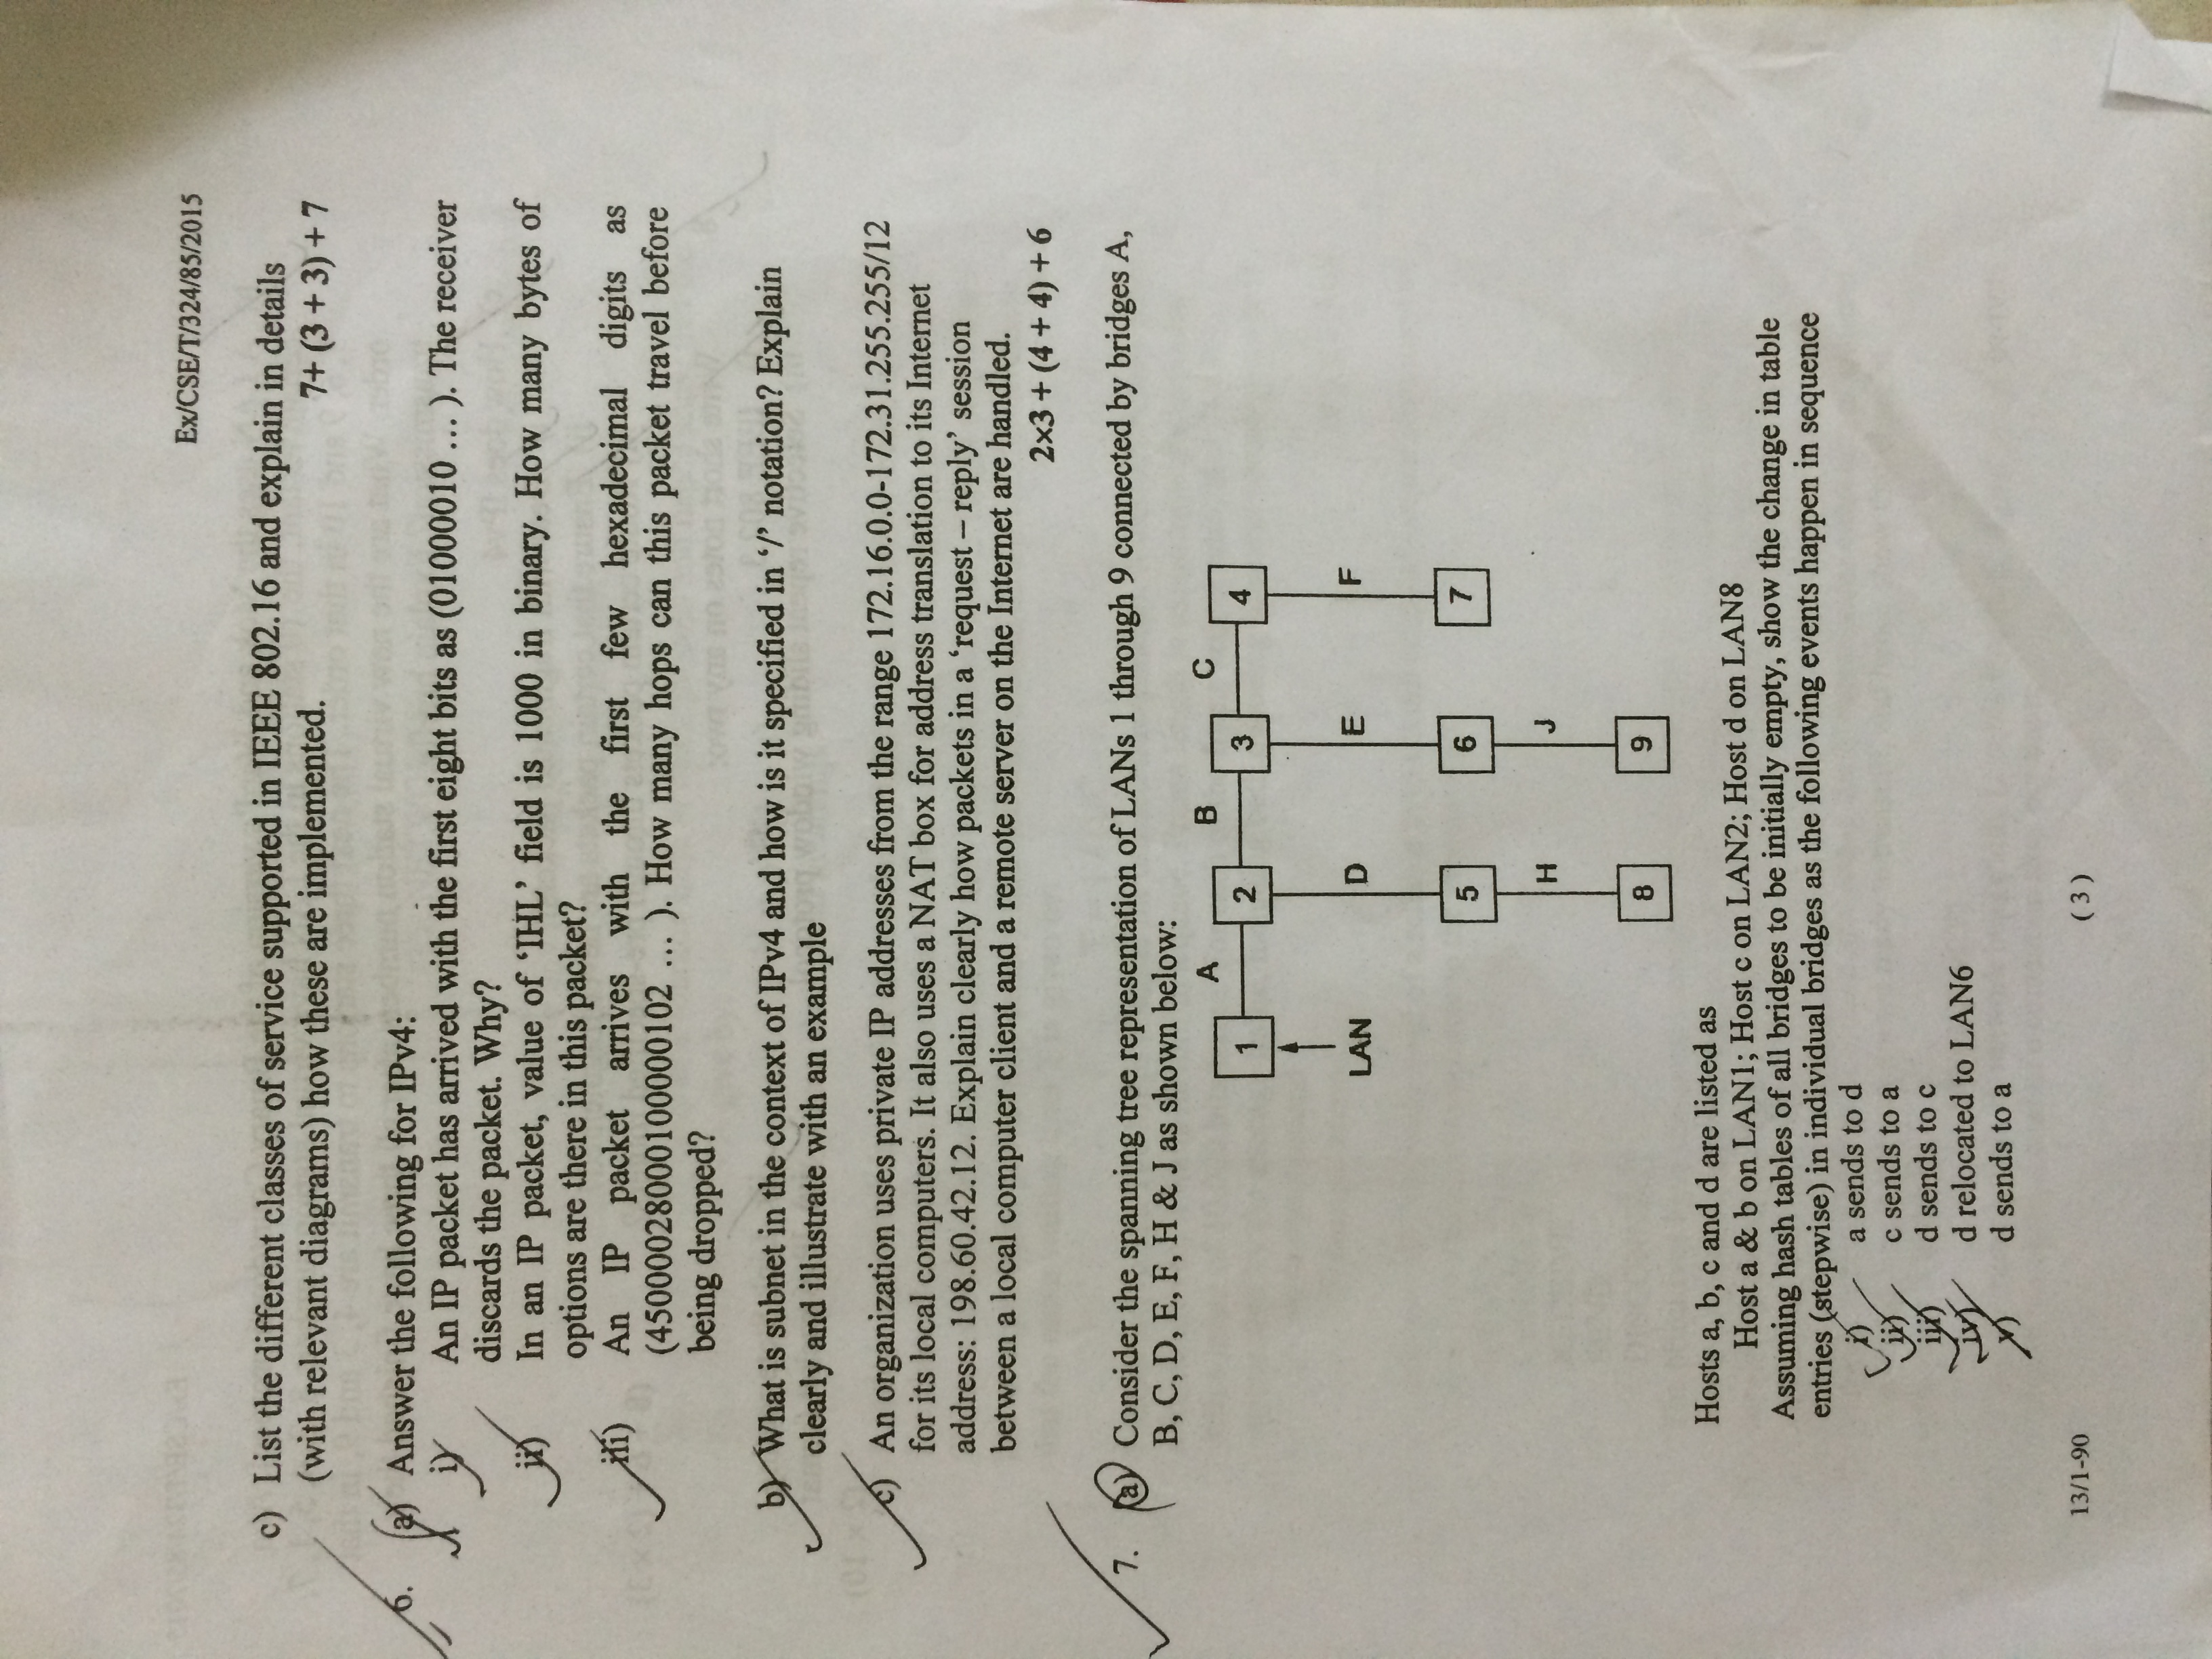 Ex/CSE/T/324/85/2015
c) List the different classes of service supported in IEEE 802.16 and explain in details
(with relevant diagrams) how these are implemented. 7+ (3 + 3) + 7
6. (a) Answer the following for IPv4:
i) An IP packet has arrived with the first eight bits as (01000010 ... ). The receiver
discards the packet. Why?
ii) In an IP packet, value of ‘IHL’ field is 1000 in binary. How many bytes of
options are there in this packet?
iii) An IP packet arrives with the first few hexadecimal digits as
(45000028000100000102 ... ). How many hops can this packet travel before
being dropped?
b) What is subnet in the context of IPv4 and how is it specified in ‘/’ notation? Explain
clearly and illustrate with an example
c) An organization uses private IP addresses from the range 172.16.0.0-172.31.255.255/12
for its local computers. It also uses a NAT box for address translation to its Internet
address: 198.60.42.12. Explain clearly how packets in a ‘request – reply’ session
between a local computer client and a remote server on the Internet are handled.
2×3 + (4 + 4) + 6
7. (a) Consider the spanning tree representation of LANs 1 through 9 connected by bridges A,
B, C, D, E, F, H & J as shown below:
A B C
1 2 3 4
LAN D E F
5 6 7
H J
8 9
Hosts a, b, c and d are listed as
Host a & b on LAN1; Host c on LAN2; Host d on LAN8
Assuming hash tables of all bridges to be initially empty, show the change in table
entries (stepwise) in individual bridges as the following events happen in sequence
i) a sends to d
ii) c sends to a
iii) d sends to c
iv) d relocated to LAN6
v) d sends to a
13/1-90 ( 3 )